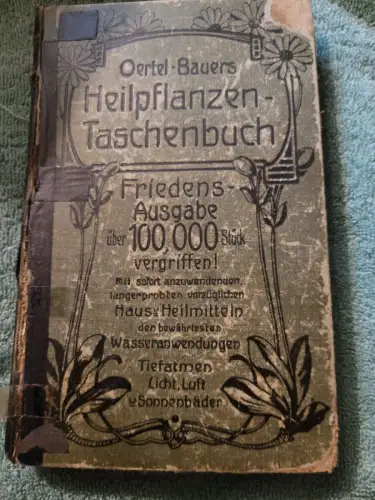 Oertel-Bauers
Heilpflanzen-
Taschenbuch
Friedens-
Ausgabe
über 100,000 Stück
vergriffen!
Mit sofort anzuwendenden,
langerprobten vorzüglichen
Haus u Heilmitteln
den bewährtesten
Wasseranwendungen
Tiefatmen
Licht, Luft
u Sonnenbäder